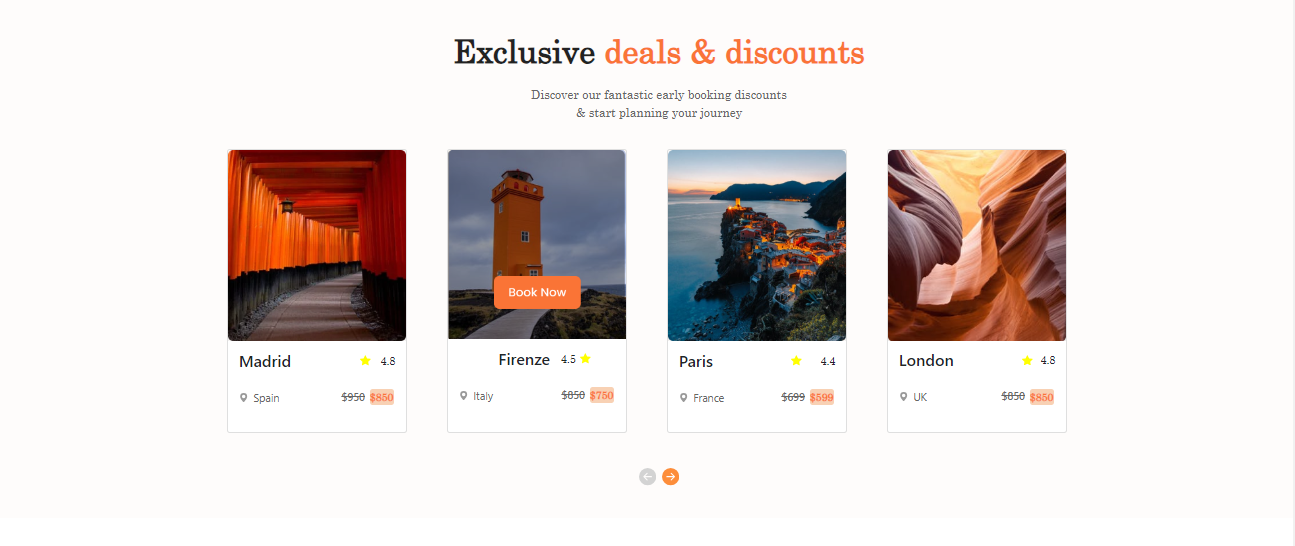 Exclusive deals & discounts
Discover our fantastic early booking discounts
& start planning your journey
Book Now
Madrid 4.8
Spain $950 $850
Firenze 4.5
Italy $850 $750
Paris 4.4
France $699 $599
London 4.8
UK $850 $850